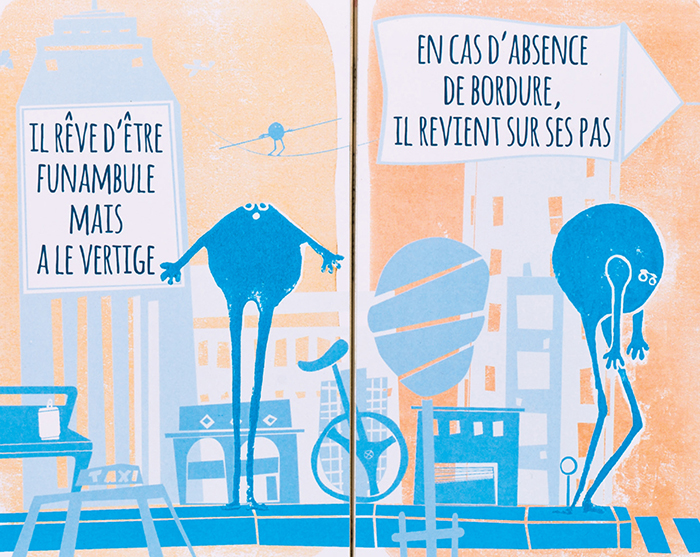 IL RÊVE D'ÊTRE
FUNAMBULE
MAIS
A LE VERTIGE
EN CAS D'ABSENCE
DE BORDURE,
IL REVIENT SUR SES PAS
TAXI